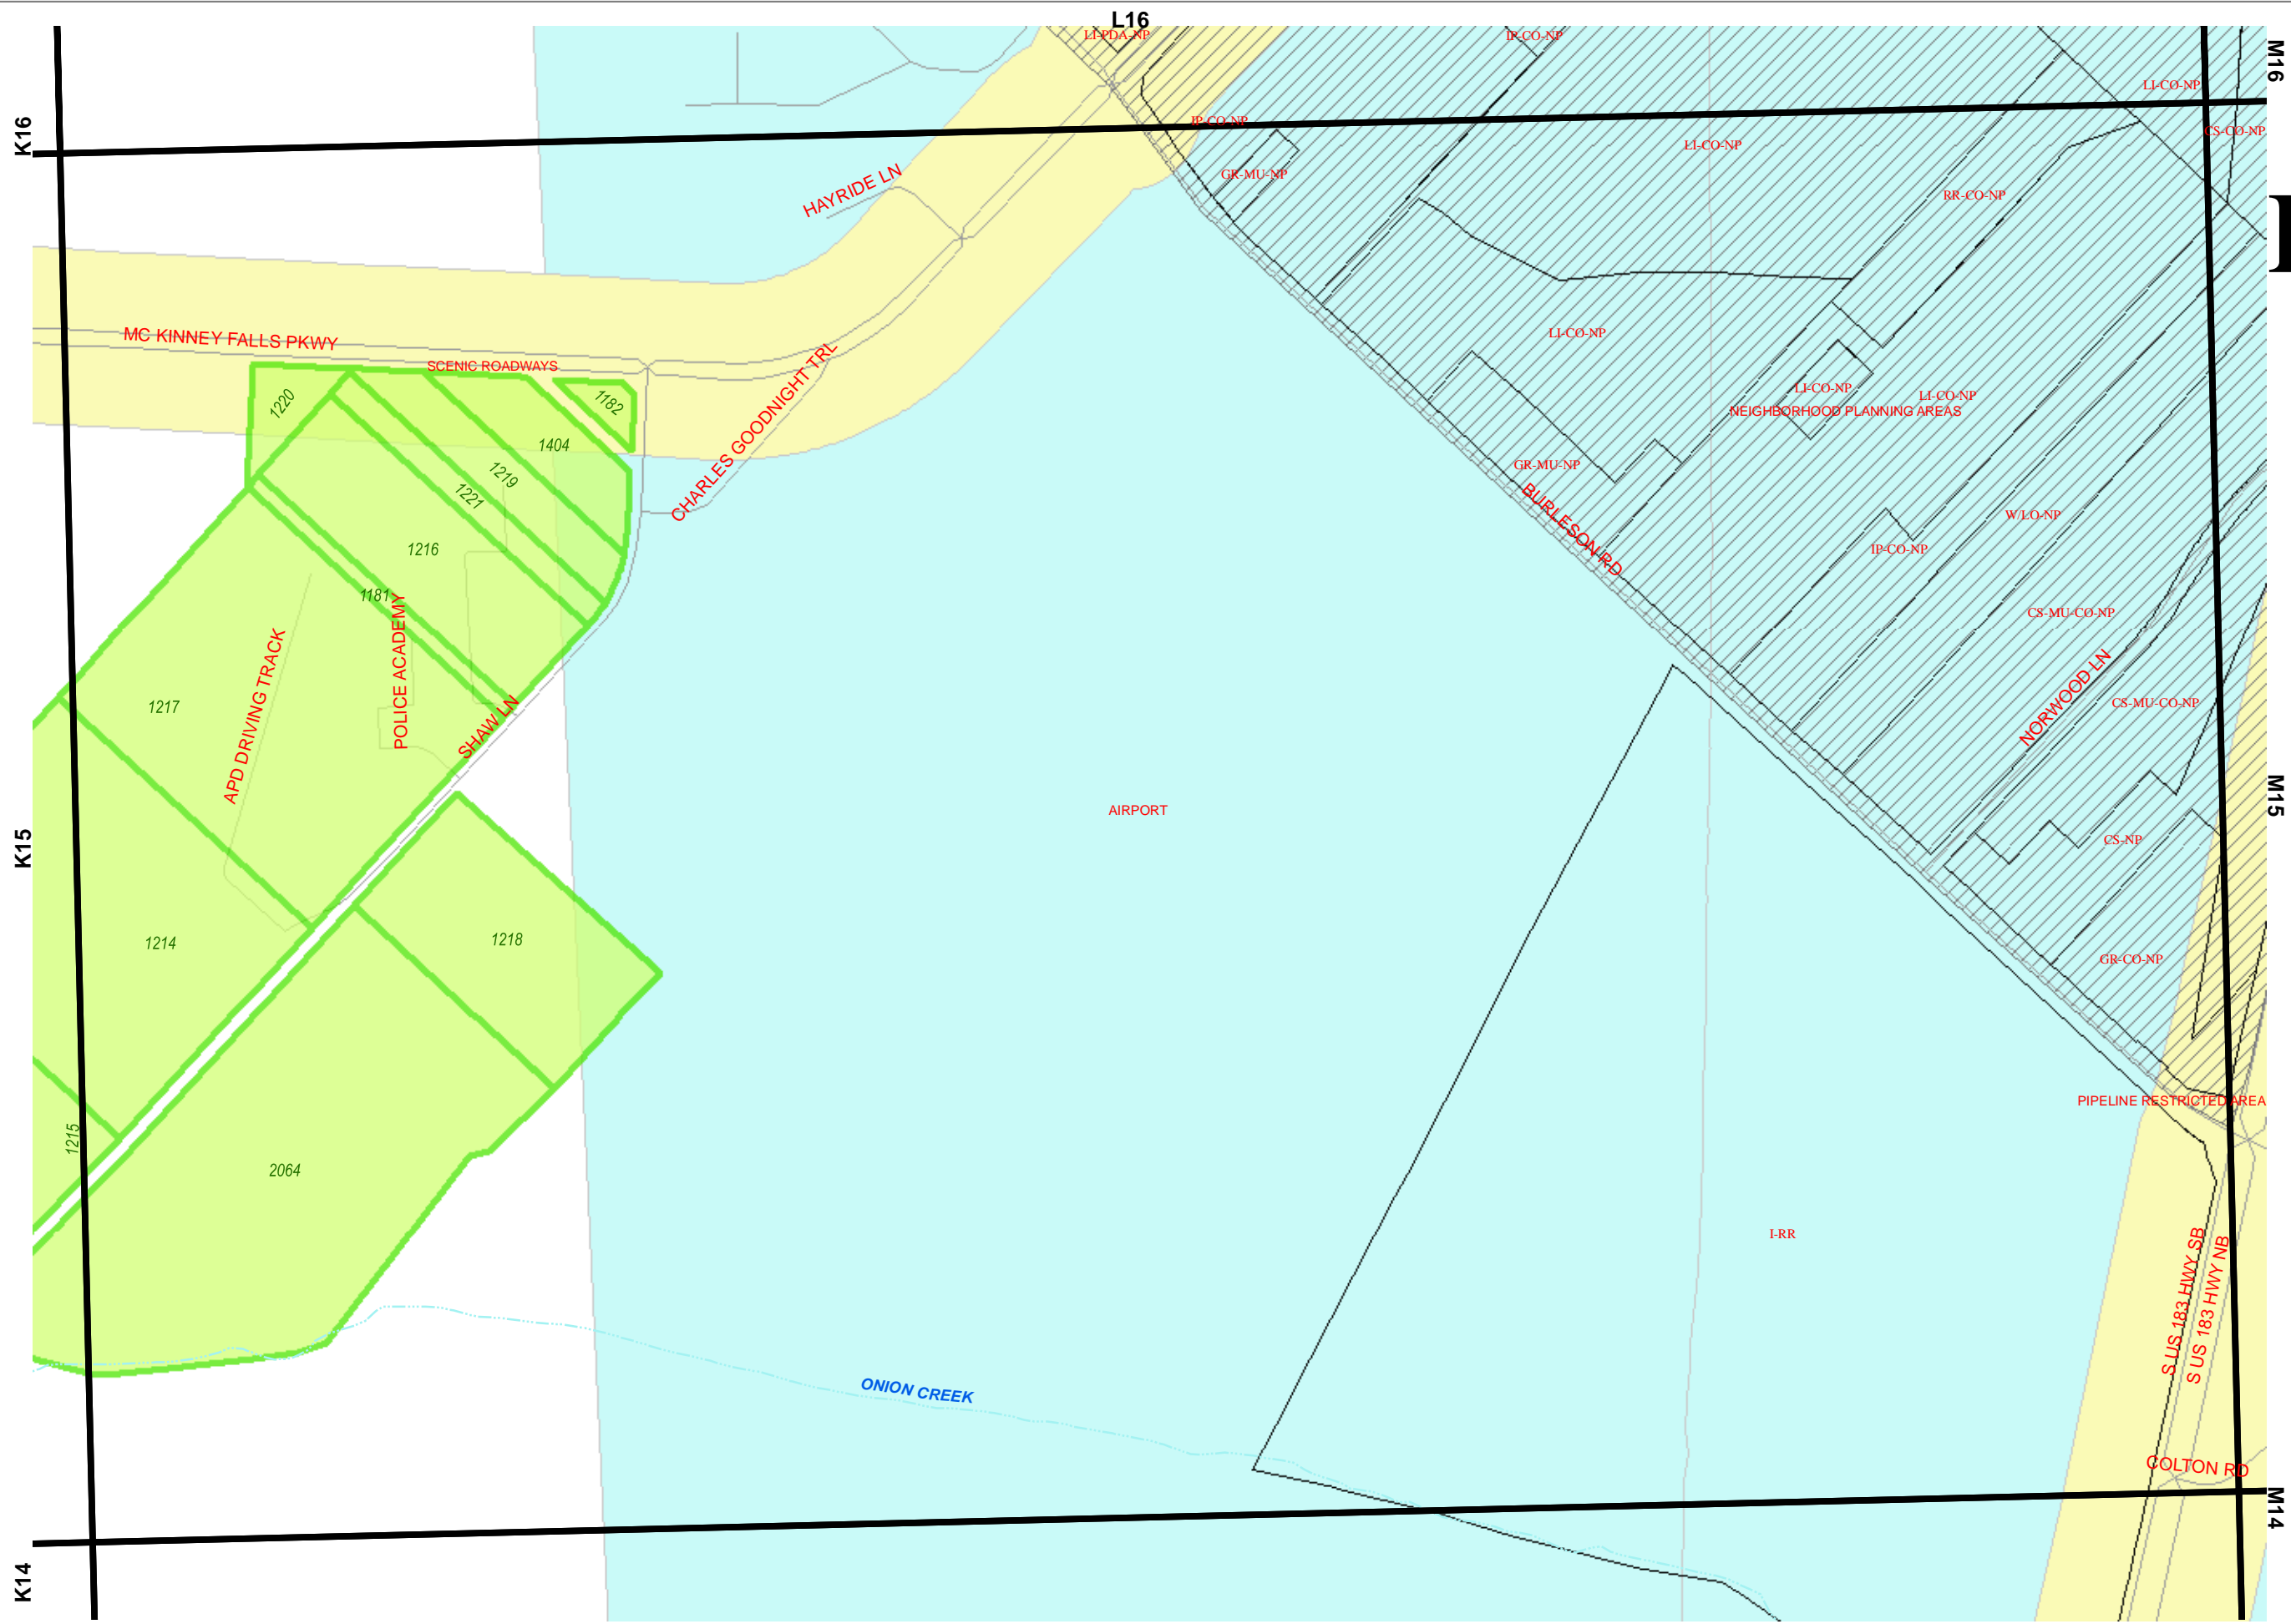 L16
LI-PDA-NP
IP-CO-NP
M16
LI-CO-NP
K16
IP-CO-NP
CS-CO-NP
LI-CO-NP
GR-MU-NP
HAYRIDE LN
RR-CO-NP
MC KINNEY FALLS PKWY
SCENIC ROADWAYS
LI-CO-NP
CHARLES GOODNIGHT TRL
1220
1182
LI-CO-NP
LI-CO-NP
NEIGHBORHOOD PLANNING AREAS
1404
1219
1221
GR-MU-NP
BURLESON RD
W/LO-NP
1216
IP-CO-NP
1181
POLICE ACADEMY
CS-MU-CO-NP
APD DRIVING TRACK
1217
SHAW LN
NORWOOD LN
CS-MU-CO-NP
AIRPORT
M15
K15
CS-NP
1214
1218
GR-CO-NP
PIPELINE RESTRICTED AREA
1215
2064
I-RR
S US 183 HWY SB
S US 183 HWY NB
ONION CREEK
COLTON RD
M14
K14